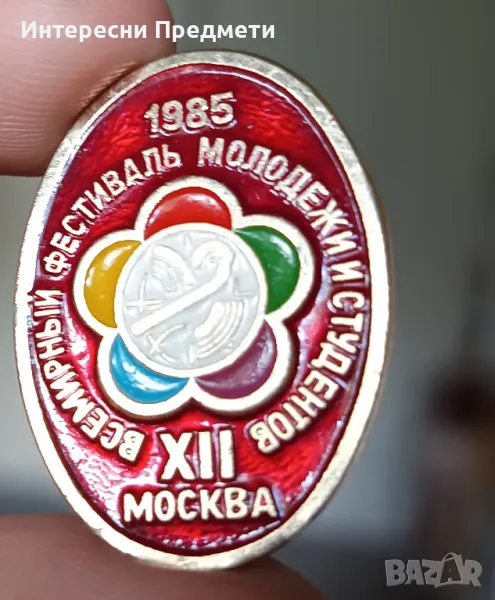 Интересни Предмети
1985
ВСЕМИРНЫЙ ФЕСТИВАЛЬ МОЛОДЕЖИ И СТУДЕНТОВ
XII
МОСКВА
BAZAR